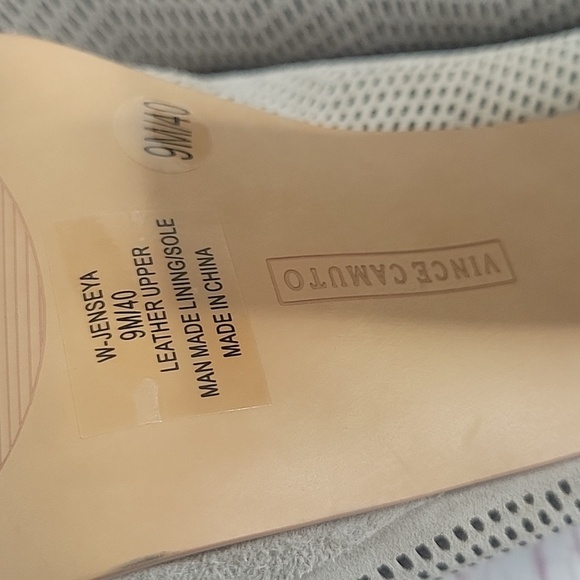 9M/40
W-JENSEYA
9M/40
LEATHER UPPER
MAN MADE LINING/SOLE
MADE IN CHINA
VINCE CAMUTO